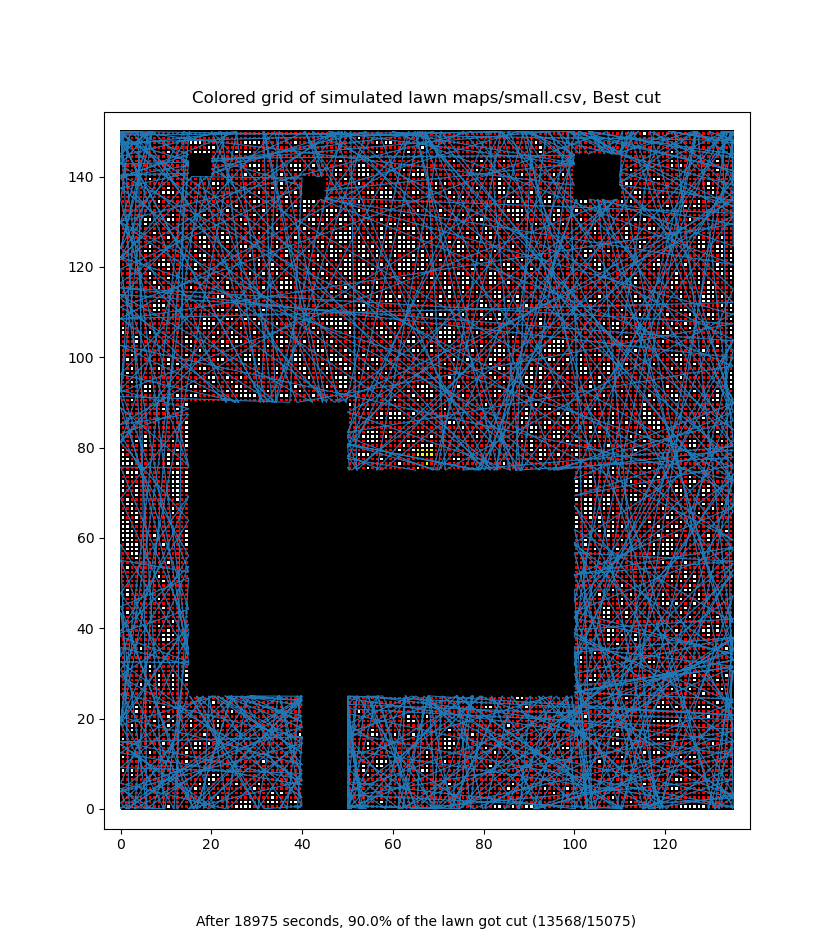 Colored grid of simulated lawn maps/small.csv, Best cut
140
120
100
80
60
40
20
0
0 20 40 60 80 100 120
After 18975 seconds, 90.0% of the lawn got cut (13568/15075)